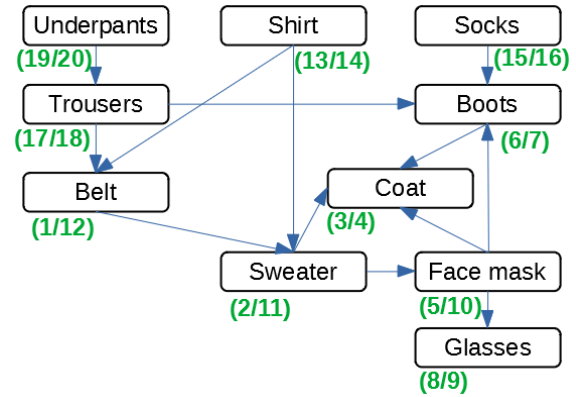 Underpants
Shirt
Socks
(19/20)
(13/14)
(15/16)
Trousers
Boots
(17/18)
(6/7)
Belt
Coat
(1/12)
(3/4)
Sweater
Face mask
(2/11)
(5/10)
Glasses
(8/9)